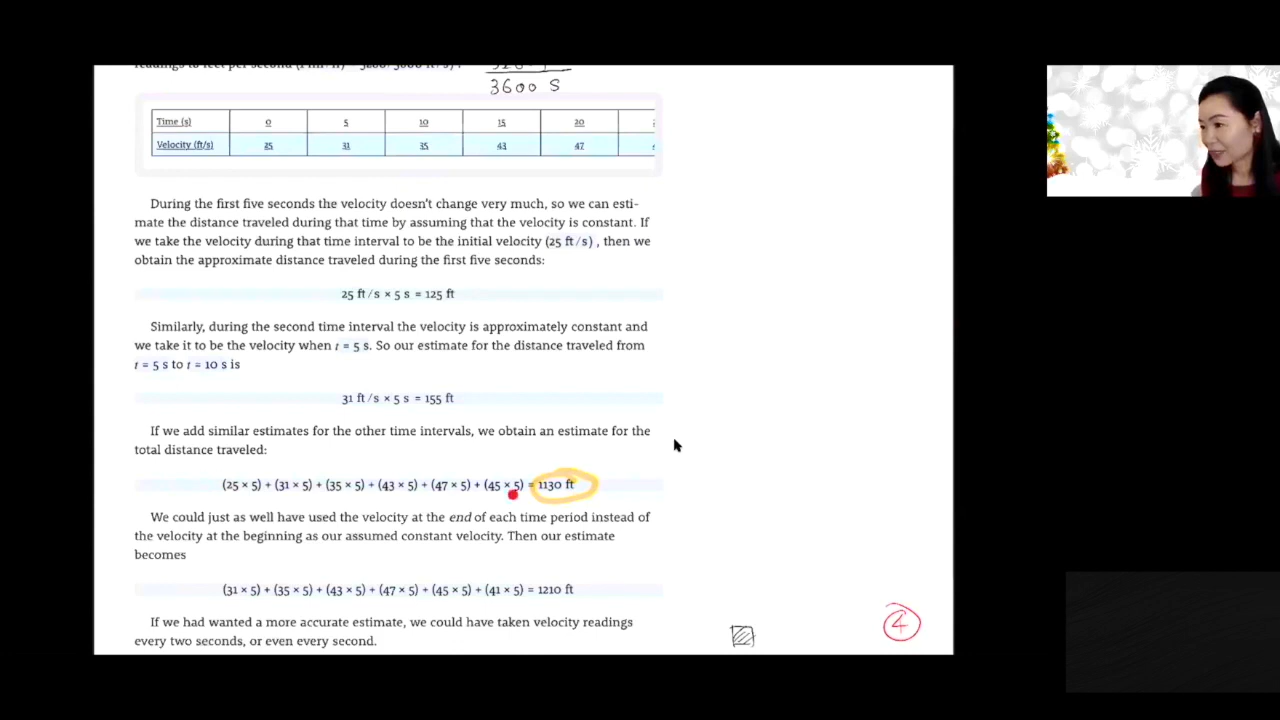 3600 S
Time (s) 0 5 10 15 20
Velocity (ft/s) 25 31 35 43 47
During the first five seconds the velocity doesn't change very much, so we can esti-
mate the distance traveled during that time by assuming that the velocity is constant. If
we take the velocity during that time interval to be the initial velocity (25 ft/s) , then we
obtain the approximate distance traveled during the first five seconds:
25 ft/s × 5 s = 125 ft
Similarly, during the second time interval the velocity is approximately constant and
we take it to be the velocity when t = 5 s. So our estimate for the distance traveled from
t = 5 s to t = 10 s is
31 ft/s × 5 s = 155 ft
If we add similar estimates for the other time intervals, we obtain an estimate for the
total distance traveled:
(25 × 5) + (31 × 5) + (35 × 5) + (43 × 5) + (47 × 5) + (45 × 5) = 1130 ft
We could just as well have used the velocity at the end of each time period instead of
the velocity at the beginning as our assumed constant velocity. Then our estimate
becomes
(31 × 5) + (35 × 5) + (43 × 5) + (47 × 5) + (45 × 5) + (41 × 5) = 1210 ft
If we had wanted a more accurate estimate, we could have taken velocity readings
every two seconds, or even every second.
4